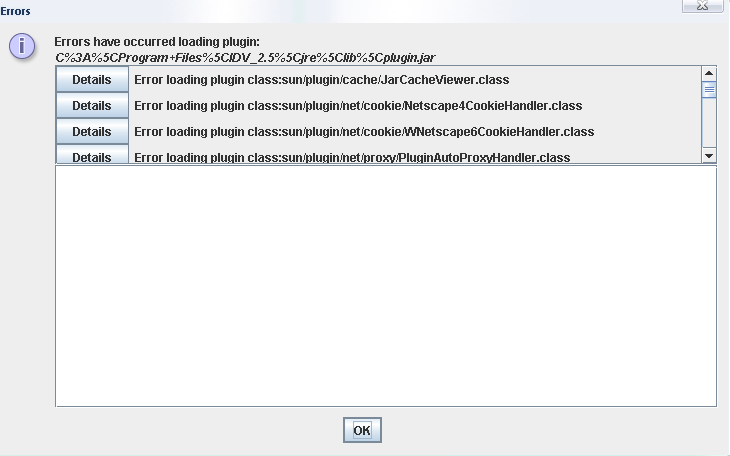 Errors
Errors have occurred loading plugin:
C%3A%5CProgram+Files%5CIDV_2.5%5Cjre%5Clib%5Cplugin.jar
Details Error loading plugin class:sun/plugin/cache/JarCacheViewer.class
Details Error loading plugin class:sun/plugin/net/cookie/Netscape4CookieHandler.class
Details Error loading plugin class:sun/plugin/net/cookie/WNetscape6CookieHandler.class
Details Error loading plugin class:sun/plugin/net/proxy/PluginAutoProxyHandler.class
OK